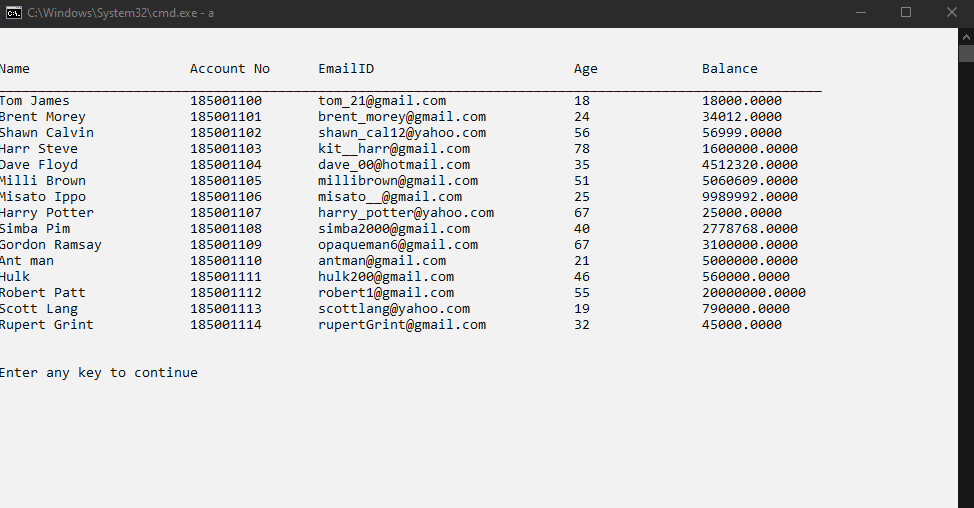 C:\Windows\System32\cmd.exe - a
Name Account No EmailID Age Balance
Tom James 185001100 tom_21@gmail.com 18 18000.0000
Brent Morey 185001101 brent_morey@gmail.com 24 34012.0000
Shawn Calvin 185001102 shawn_cal12@yahoo.com 56 56999.0000
Harr Steve 185001103 kit__harr@gmail.com 78 1600000.0000
Dave Floyd 185001104 dave_00@hotmail.com 35 4512320.0000
Milli Brown 185001105 millibrown@gmail.com 51 5060609.0000
Misato Ippo 185001106 misato__@gmail.com 25 9989992.0000
Harry Potter 185001107 harry_potter@yahoo.com 67 25000.0000
Simba Pim 185001108 simba2000@gmail.com 40 2778768.0000
Gordon Ramsay 185001109 opaqueman6@gmail.com 67 3100000.0000
Ant man 185001110 antman@gmail.com 21 5000000.0000
Hulk 185001111 hulk200@gmail.com 46 560000.0000
Robert Patt 185001112 robert1@gmail.com 55 20000000.0000
Scott Lang 185001113 scottlang@yahoo.com 19 790000.0000
Rupert Grint 185001114 rupertGrint@gmail.com 32 45000.0000
Enter any key to continue